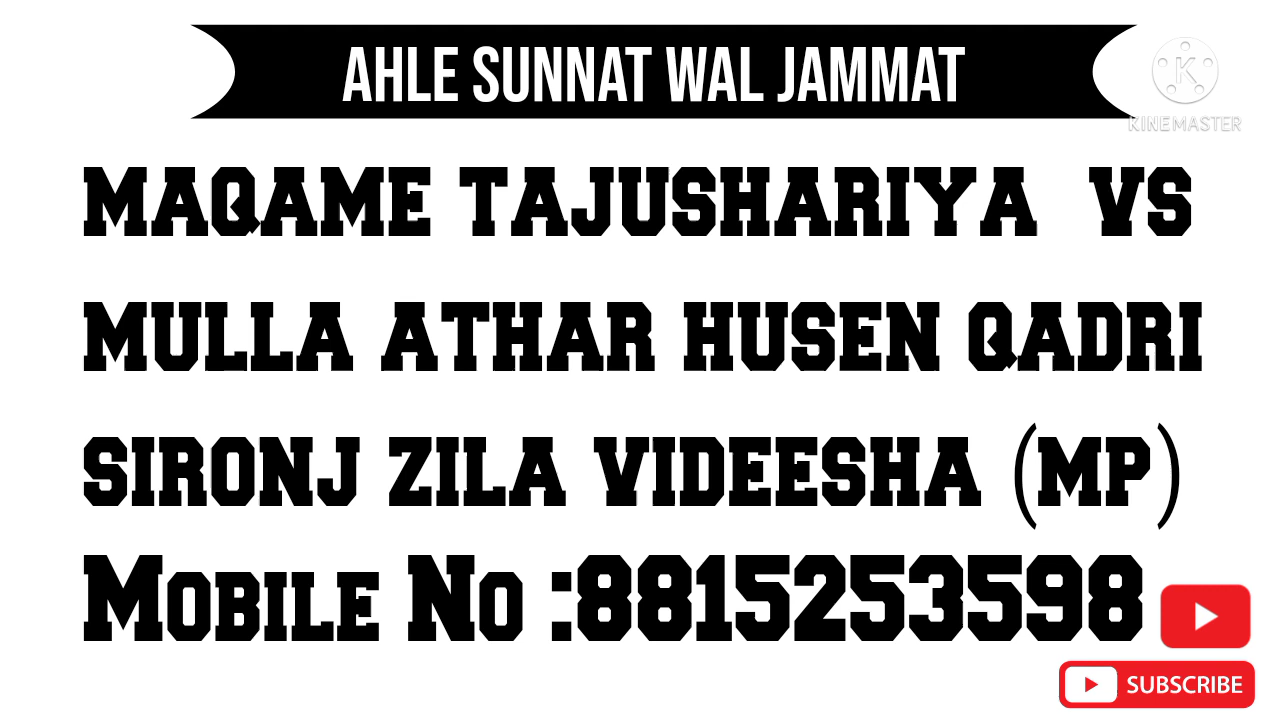 AHLE SUNNAT WAL JAMMAT
KINEMASTER
MAQAME TAJUSHARIYA VS
MULLA ATHAR HUSEN QADRI
SIRONJ ZILA VIDEESHA (MP)
MOBILE NO :8815253598
SUBSCRIBE